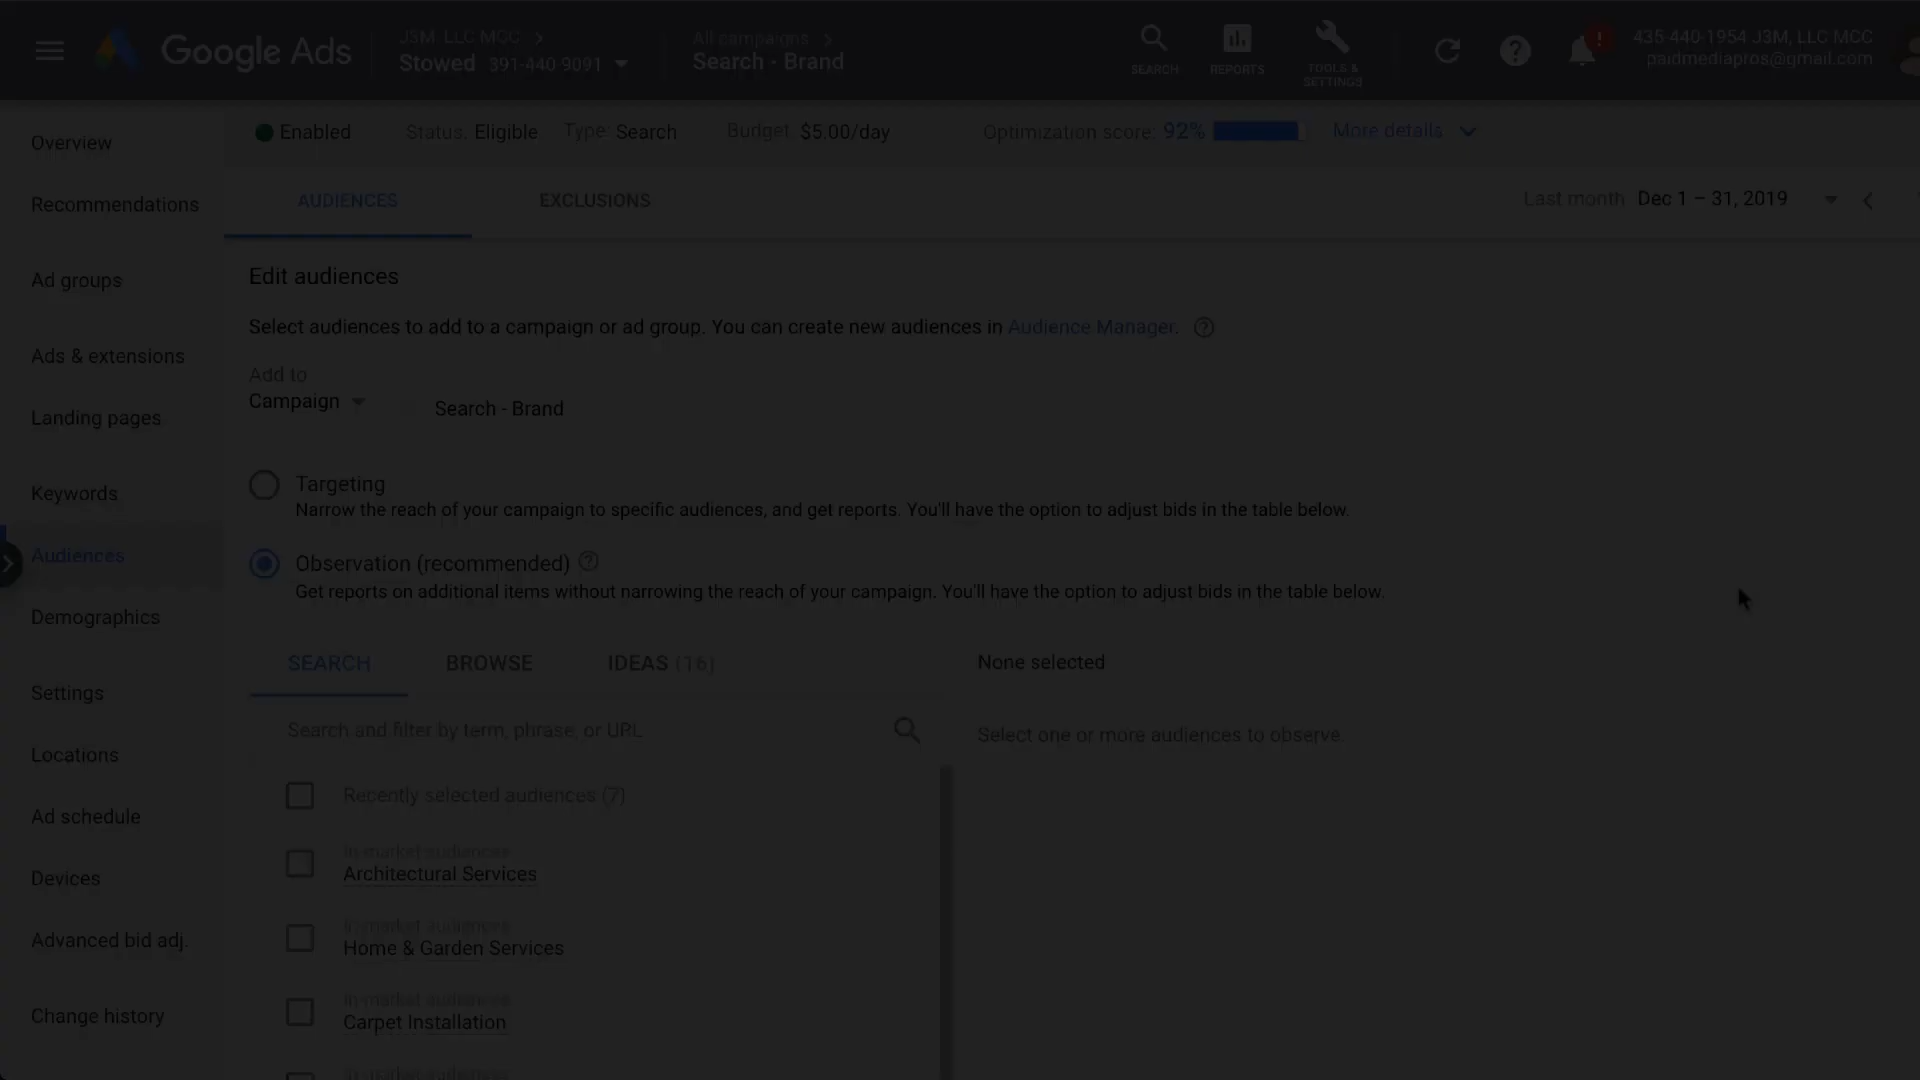 Google Ads
J3M, LLC MCC
Stowed 391-440-9091
All campaigns
Search - Brand
SEARCH
REPORTS
TOOLS &
SETTINGS
!
435-440-1954 J3M, LLC MCC
paidmediapros@gmail.com
Enabled
Status: Eligible
Type: Search
Budget: $5.00/day
Optimization score: 92%
More details
Overview
Recommendations
Ad groups
Ads & extensions
Landing pages
Keywords
Audiences
Demographics
Settings
Locations
Ad schedule
Devices
Advanced bid adj.
Change history
AUDIENCES
EXCLUSIONS
Last month Dec 1 – 31, 2019
Edit audiences
Select audiences to add to a campaign or ad group. You can create new audiences in Audience Manager.
Add to
Campaign
Search - Brand
Targeting
Narrow the reach of your campaign to specific audiences, and get reports. You'll have the option to adjust bids in the table below.
Observation (recommended)
Get reports on additional items without narrowing the reach of your campaign. You'll have the option to adjust bids in the table below.
SEARCH
BROWSE
IDEAS (16)
None selected
Search and filter by term, phrase, or URL
Select one or more audiences to observe.
Recently selected audiences (7)
In-market audiences
Architectural Services
In-market audiences
Home & Garden Services
In-market audiences
Carpet Installation
In-market audiences